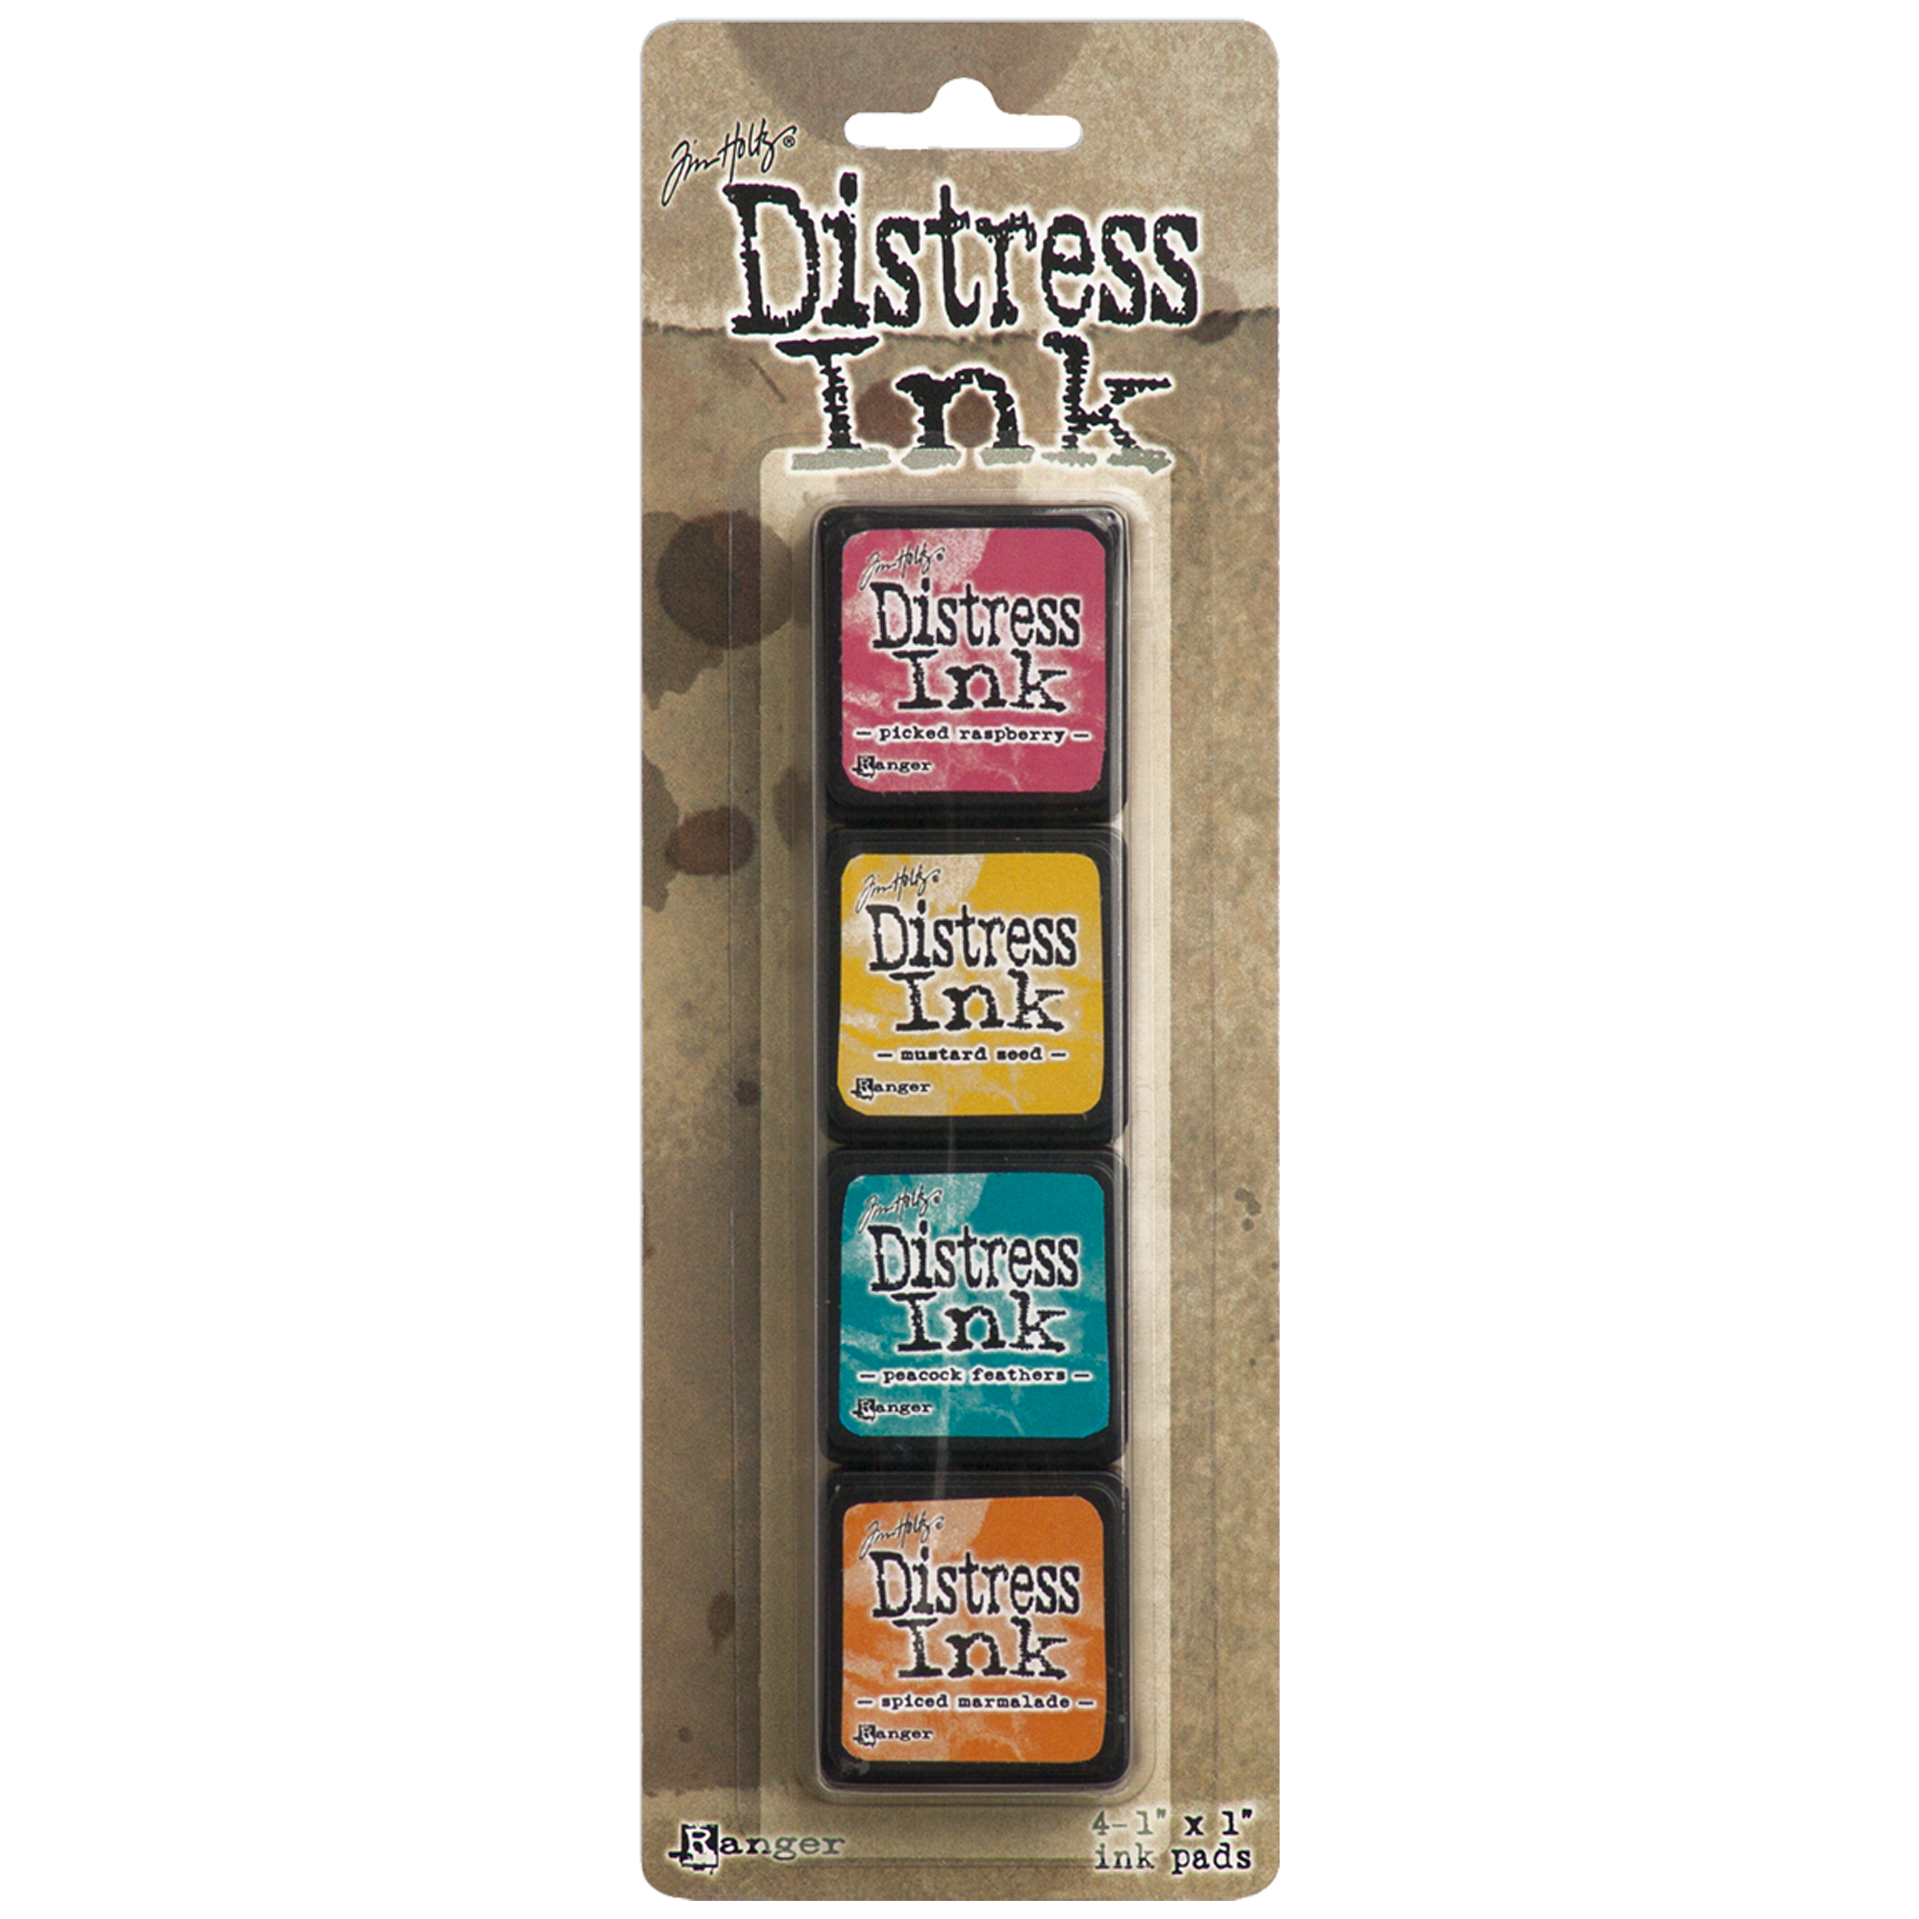 Tim Holtz®
Distress
Ink
Tim Holtz®
Distress
Ink
— picked raspberry —
Ranger
Tim Holtz®
Distress
Ink
— mustard seed —
Ranger
Tim Holtz®
Distress
Ink
— peacock feathers —
Ranger
Tim Holtz®
Distress
Ink
— spiced marmalade —
Ranger
Ranger
4-1" x 1"
ink pads